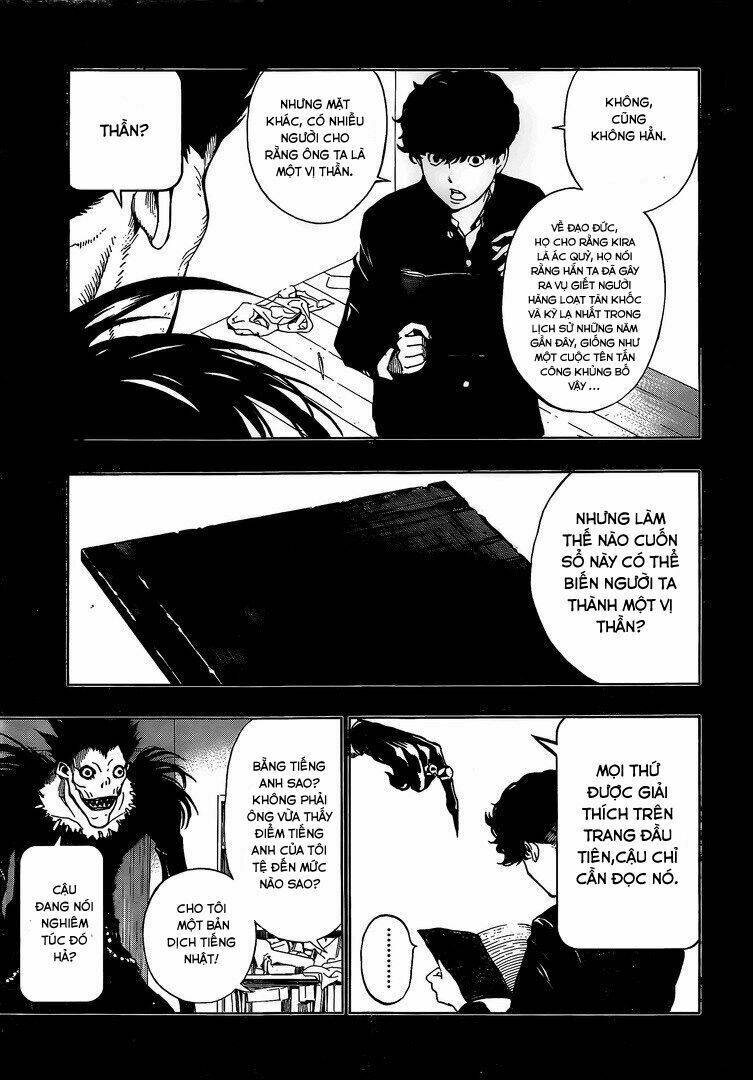 KHÔNG,
CŨNG
KHÔNG HẲN.
VỀ ĐẠO ĐỨC,
HỌ CHO RẰNG KIRA
LÀ ÁC QUỶ, HỌ NÓI
RẰNG HẮN TA ĐÃ GÂY
RA VỤ GIẾT NGƯỜI
HÀNG LOẠT TÀN KHỐC
VÀ KỲ LẠ NHẤT TRONG
LỊCH SỬ NHỮNG NĂM
GẦN ĐÂY, GIỐNG NHƯ
MỘT CUỘC TÊN TẤN
CÔNG KHỦNG BỐ
VẬY ...
NHƯNG MẶT
KHÁC, CÓ NHIỀU
NGƯỜI CHO
RẰNG ÔNG TA LÀ
MỘT VỊ THẦN.
THẦN?
NHƯNG LÀM
THẾ NÀO CUỐN
SỔ NÀY CÓ THỂ
BIẾN NGƯỜI TA
THÀNH MỘT VỊ
THẦN?
MỌI THỨ
ĐƯỢC GIẢI
THÍCH TRÊN
TRANG ĐẦU
TIÊN,CẬU CHỈ
CẦN ĐỌC NÓ.
..........
BẰNG TIẾNG
ANH SAO?
KHÔNG PHẢI
ÔNG VỪA THẤY
ĐIỂM TIẾNG
ANH CỦA TÔI
TỆ ĐẾN MỨC
NÀO SAO?
CHO TÔI
MỘT BẢN
DỊCH TIẾNG
NHẬT!
CẬU
ĐANG NÓI
NGHIÊM
TÚC ĐÓ
HẢ?